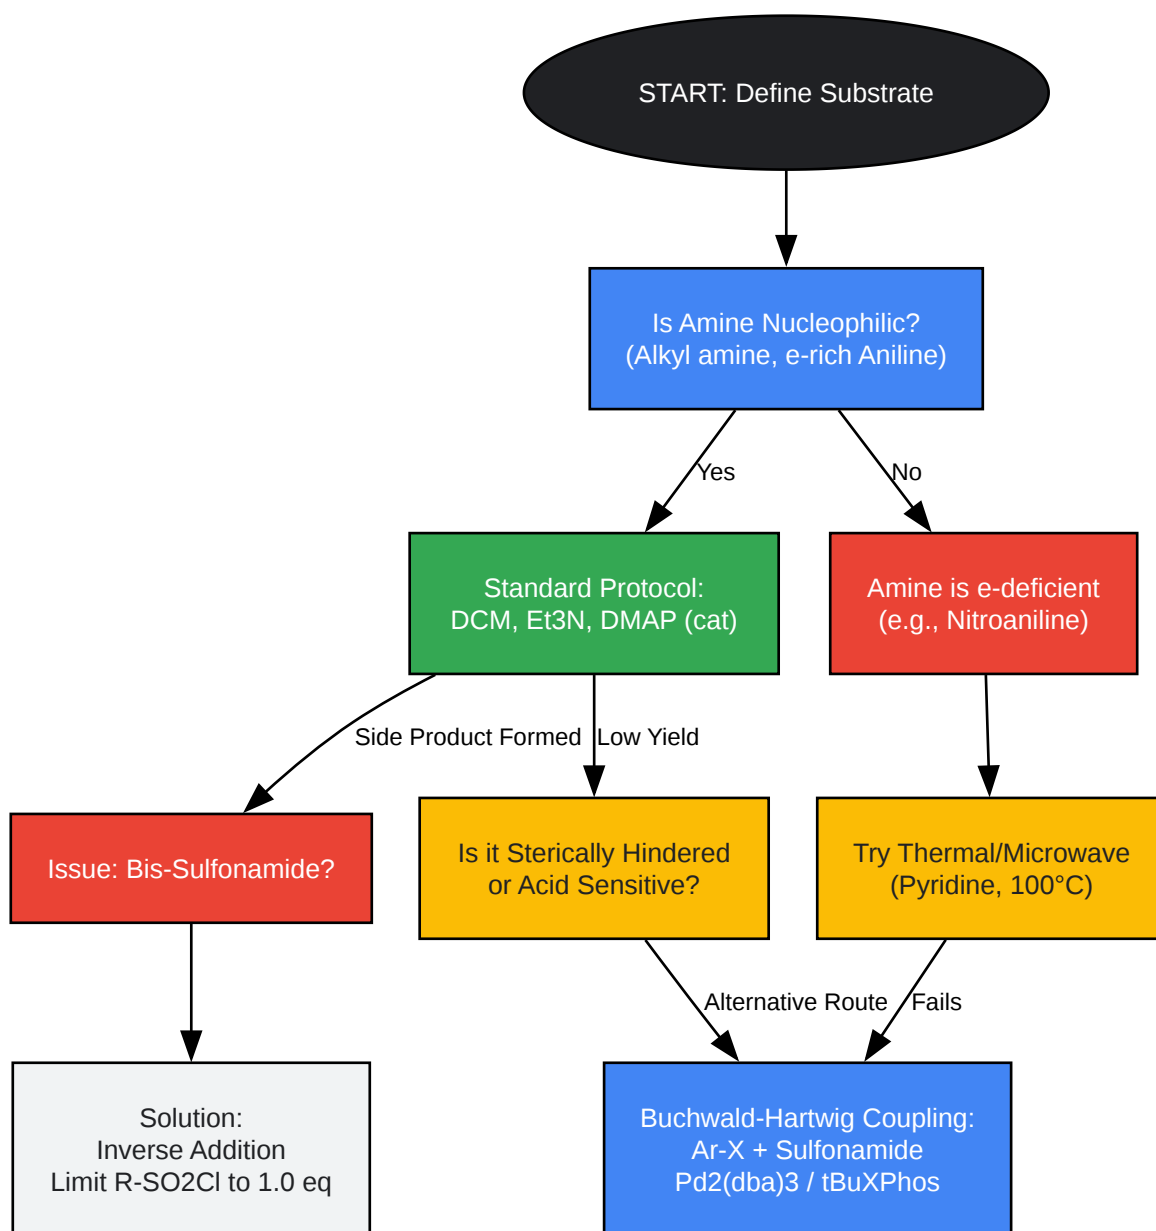 START: Define Substrate
Is Amine Nucleophilic?
(Alkyl amine, e-rich Aniline)
Yes
No
Standard Protocol:
DCM, Et3N, DMAP (cat)
Amine is e-deficient
(e.g., Nitroaniline)
Side Product Formed
Low Yield
Issue: Bis-Sulfonamide?
Is it Sterically Hindered
or Acid Sensitive?
Try Thermal/Microwave
(Pyridine, 100°C)
Alternative Route
Fails
Solution:
Inverse Addition
Limit R-SO2Cl to 1.0 eq
Buchwald-Hartwig Coupling:
Ar-X + Sulfonamide
Pd2(dba)3 / tBuXPhos